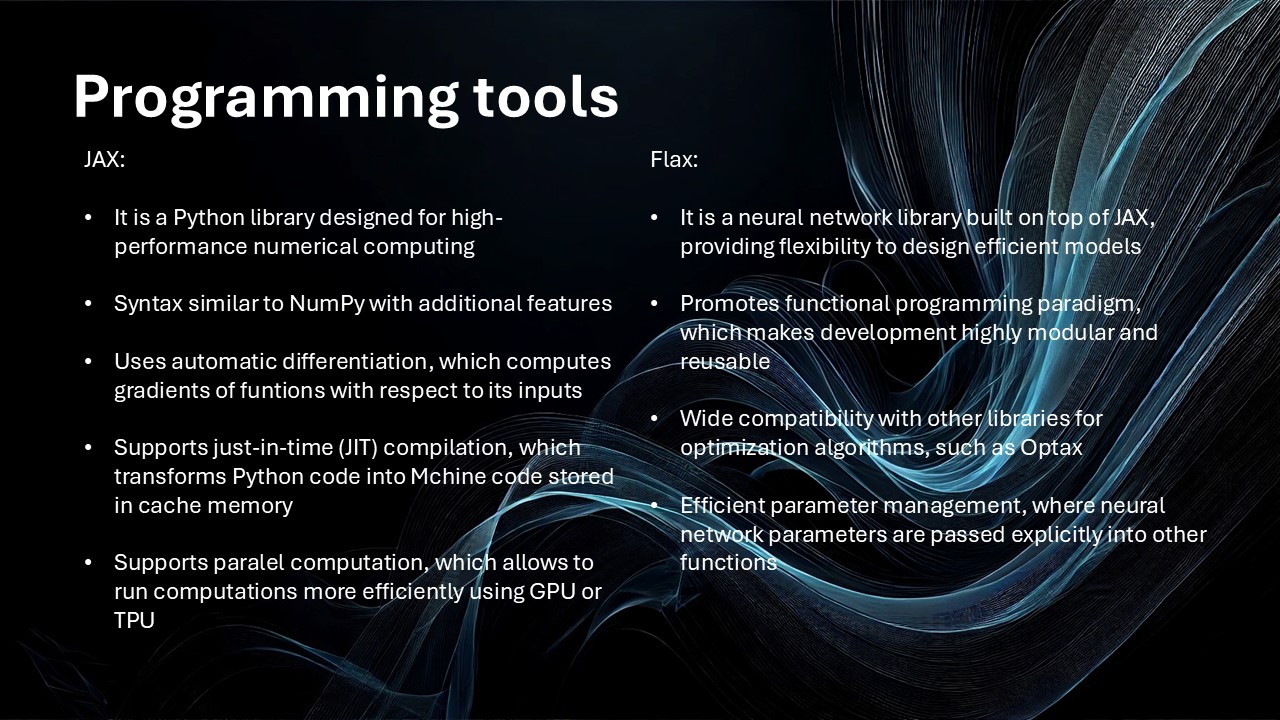 Programming tools
JAX:
• It is a Python library designed for high-
performance numerical computing
• Syntax similar to NumPy with additional features
• Uses automatic differentiation, which computes
gradients of funtions with respect to its inputs
• Supports just-in-time (JIT) compilation, which
transforms Python code into Mchine code stored
in cache memory
• Supports paralel computation, which allows to
run computations more efficiently using GPU or
TPU
Flax:
• It is a neural network library built on top of JAX,
providing flexibility to design efficient models
• Promotes functional programming paradigm,
which makes development highly modular and
reusable
• Wide compatibility with other libraries for
optimization algorithms, such as Optax
• Efficient parameter management, where neural
network parameters are passed explicitly into other
functions